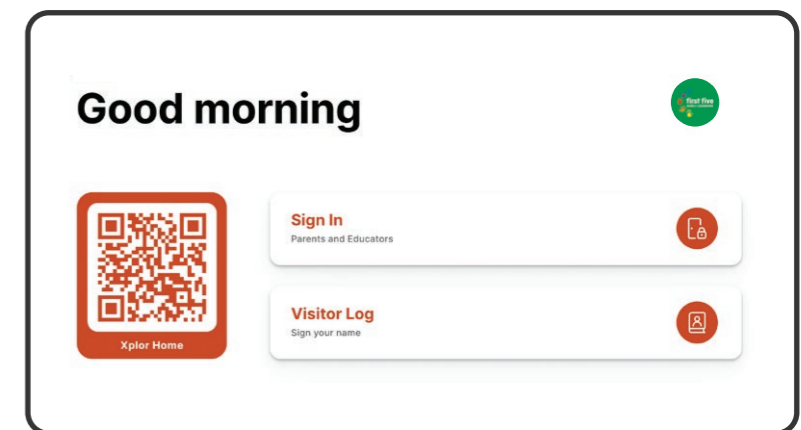 Good morning
first five
Sign In
Parents and Educators
Xplor Home
Visitor Log
Sign your name